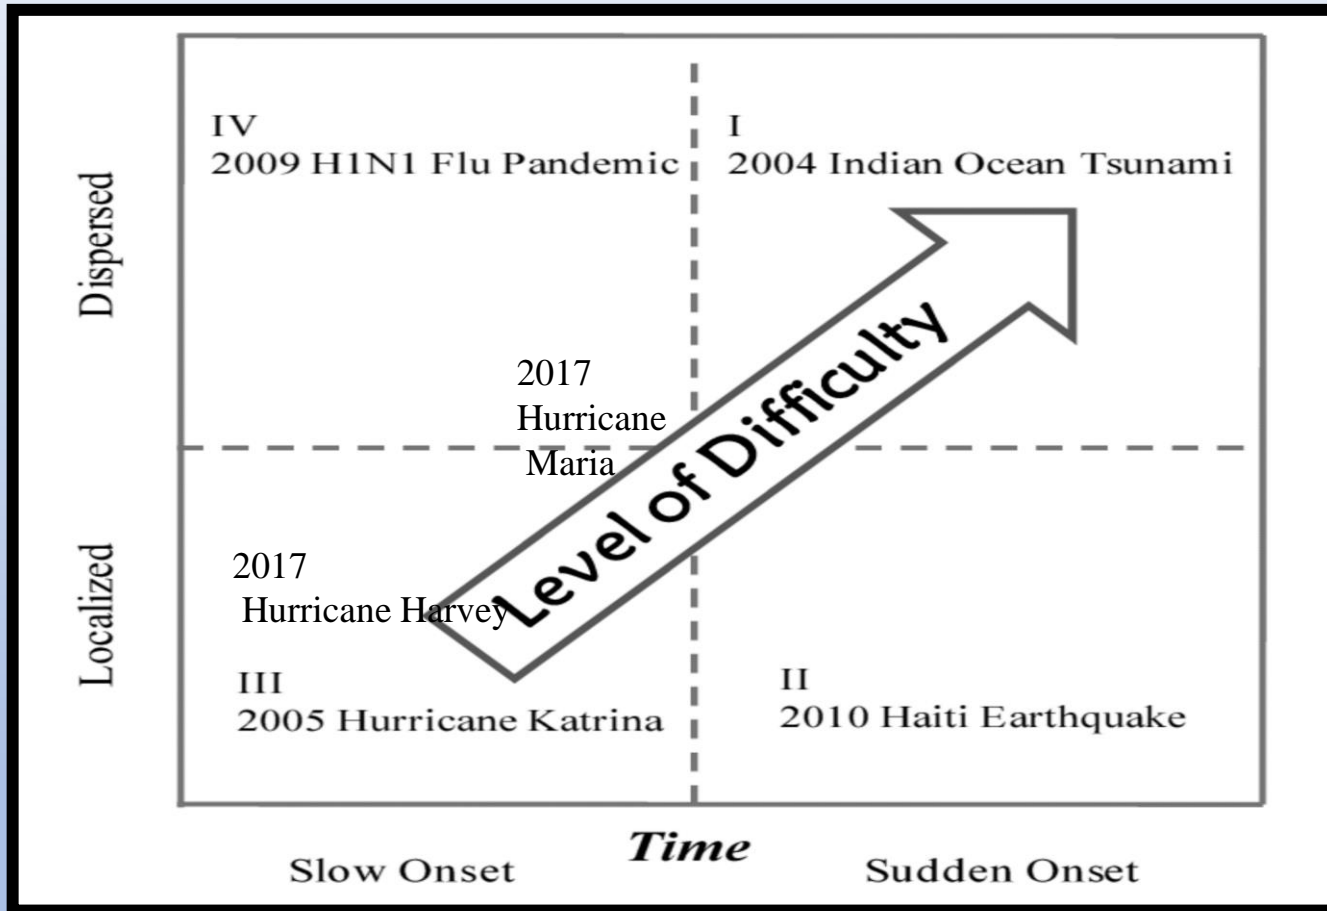 IV
2009 H1N1 Flu Pandemic
I
2004 Indian Ocean Tsunami
Dispersed
2017
Hurricane
Maria
Level of Difficulty
Localized
2017
Hurricane Harvey
III
2005 Hurricane Katrina
II
2010 Haiti Earthquake
Time
Slow Onset
Sudden Onset